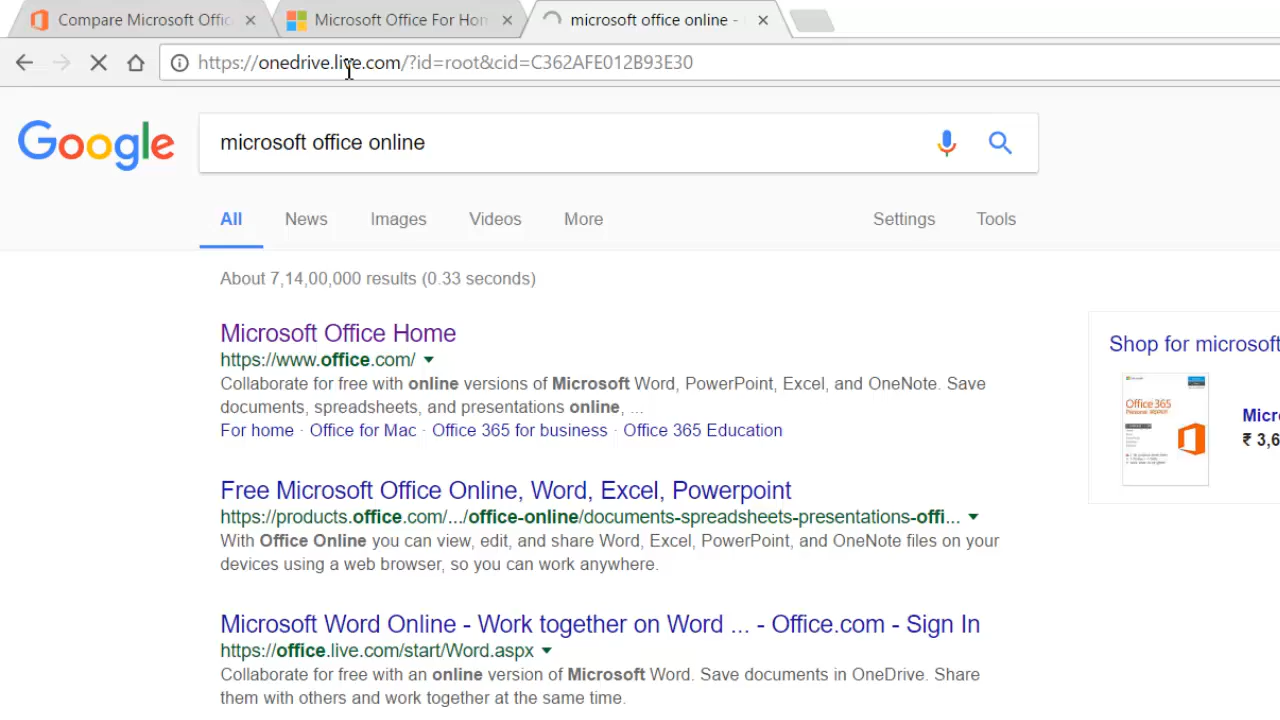 Compare Microsoft Offic
Microsoft Office For Hon
microsoft office online -
https://onedrive.live.com/?id=root&cid=C362AFE012B93E30
Google
microsoft office online
All News Images Videos More Settings Tools
About 7,14,00,000 results (0.33 seconds)
Microsoft Office Home
https://www.office.com/
Collaborate for free with online versions of Microsoft Word, PowerPoint, Excel, and OneNote. Save
documents, spreadsheets, and presentations online, ...
For home · Office for Mac · Office 365 for business · Office 365 Education
Free Microsoft Office Online, Word, Excel, Powerpoint
https://products.office.com/.../office-online/documents-spreadsheets-presentations-offi...
With Office Online you can view, edit, and share Word, Excel, PowerPoint, and OneNote files on your
devices using a web browser, so you can work anywhere.
Microsoft Word Online - Work together on Word ... - Office.com - Sign In
https://office.live.com/start/Word.aspx
Collaborate for free with an online version of Microsoft Word. Save documents in OneDrive. Share
them with others and work together at the same time.
Shop for microsoft
Office 365
Micr
₹ 3,6